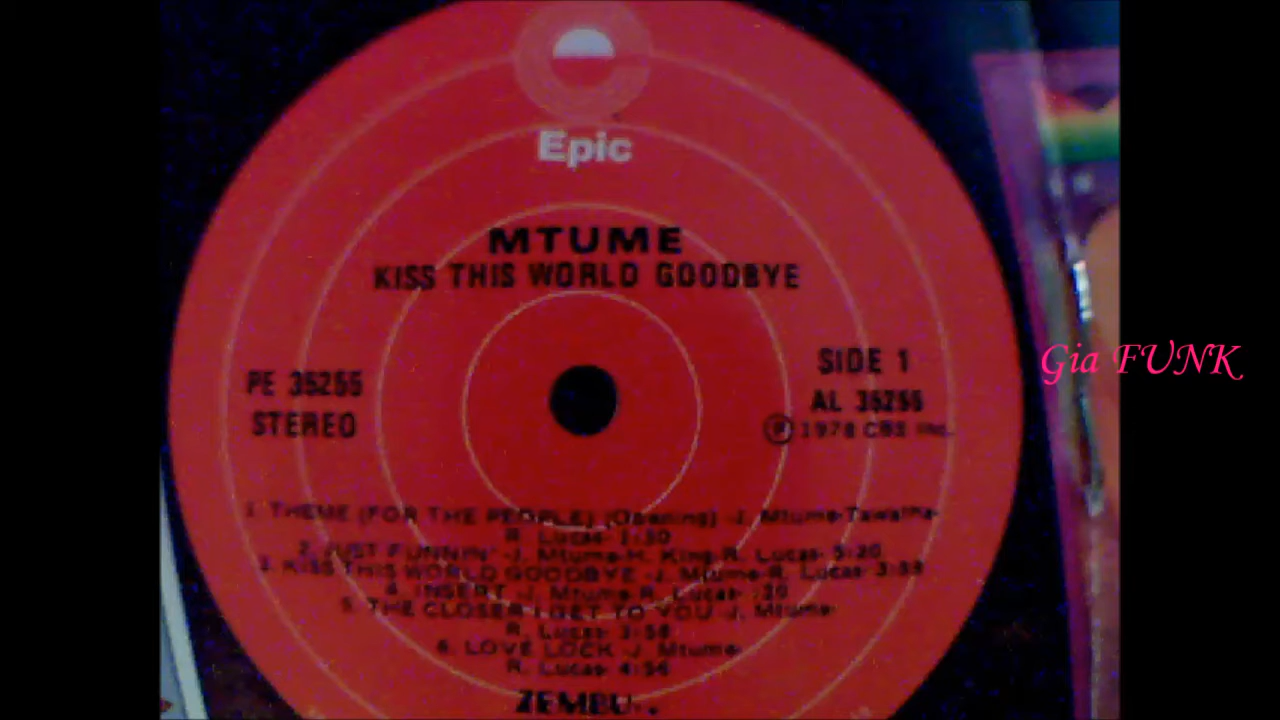 Epic
MTUME
KISS THIS WORLD GOODBYE
PE 35255
STEREO
SIDE 1
AL 35255
Ⓟ 1978 CBS Inc.
Gia FUNK
1. THEME (FOR THE PEOPLE) (Opening) -J. Mtume-Tawatha-
R. Lucas- 1:30
2. JUST FUNNIN' -J. Mtume-H. King-R. Lucas- 5:20
3. KISS THIS WORLD GOODBYE -J. Mtume-R. Lucas- 3:59
4. INSERT -J. Mtume-R. Lucas- :20
5. THE CLOSER I GET TO YOU -J. Mtume-
R. Lucas- 3:58
6. LOVE LOCK -J. Mtume-
R. Lucas- 4:56